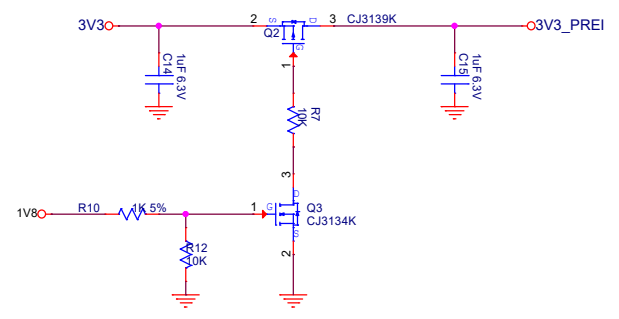 3V3
2
S
D
3
CJ3139K
3V3_PREI
Q2
G
1
C14
1uF 6.3V
C15
1uF 6.3V
R7
10K
3
D
1V8
R10
1K 5%
1
G
Q3
CJ3134K
S
2
R12
10K